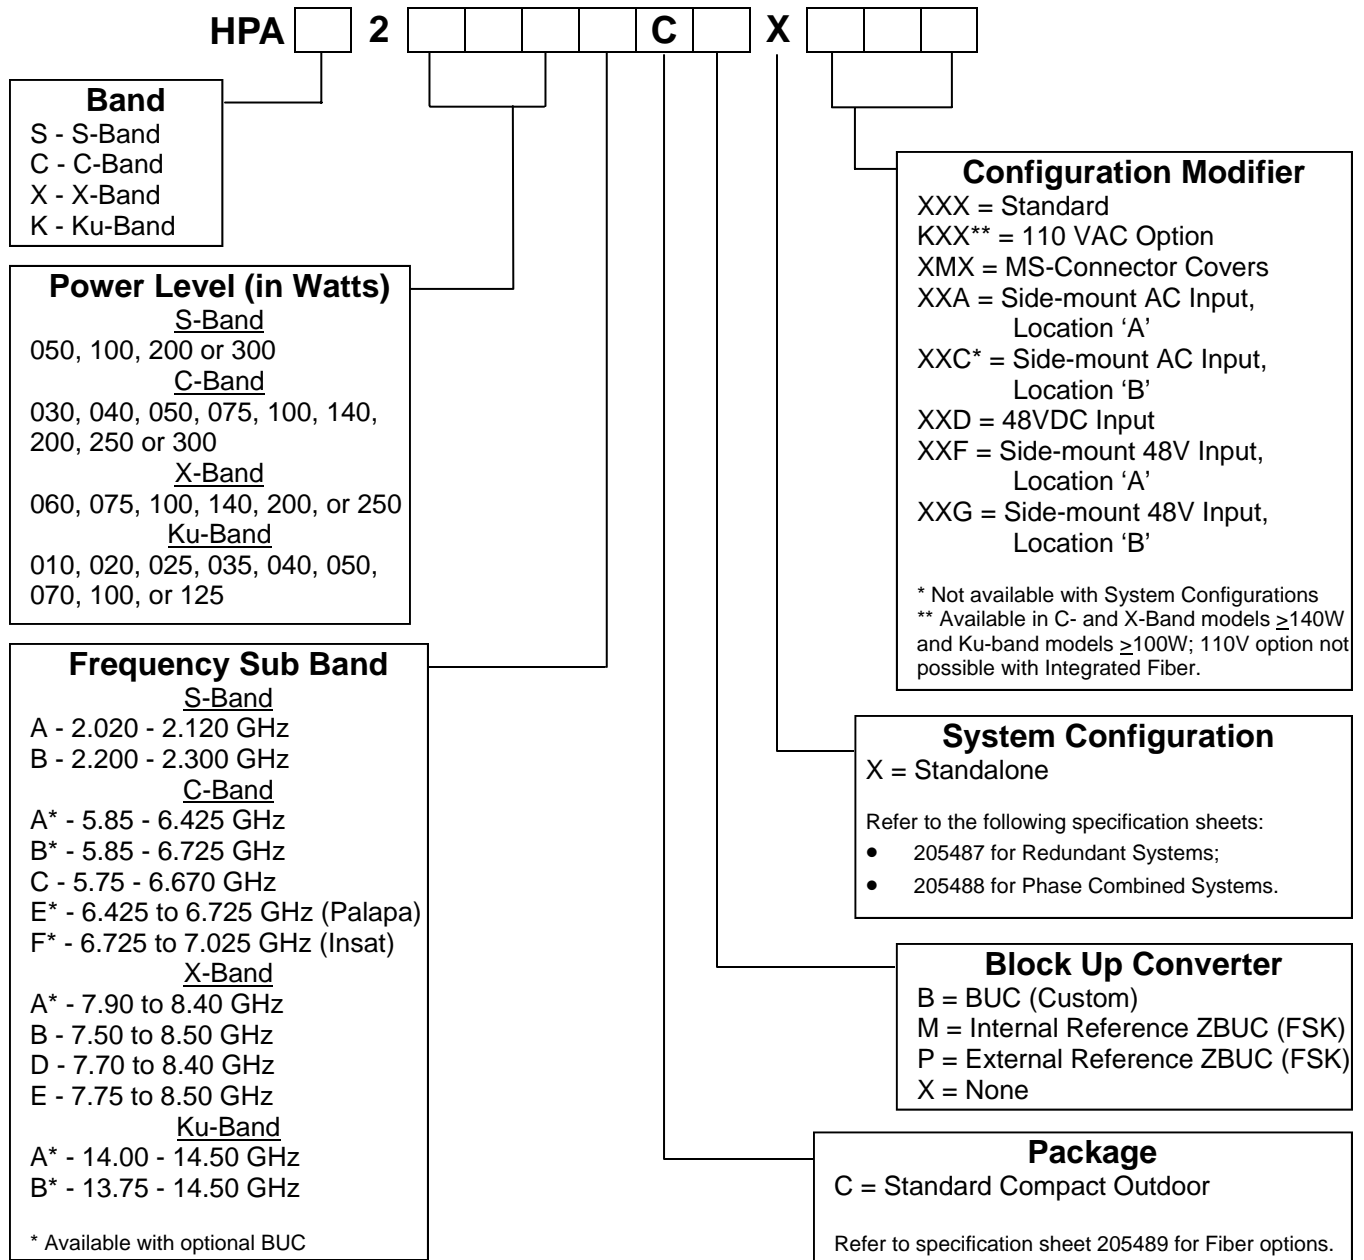 HPA 2 C X
Band
S - S-Band
C - C-Band
X - X-Band
K - Ku-Band
Power Level (in Watts)
S-Band
050, 100, 200 or 300
C-Band
030, 040, 050, 075, 100, 140,
200, 250 or 300
X-Band
060, 075, 100, 140, 200, or 250
Ku-Band
010, 020, 025, 035, 040, 050,
070, 100, or 125
Frequency Sub Band
S-Band
A - 2.020 - 2.120 GHz
B - 2.200 - 2.300 GHz
C-Band
A* - 5.85 - 6.425 GHz
B* - 5.85 - 6.725 GHz
C - 5.75 - 6.670 GHz
E* - 6.425 to 6.725 GHz (Palapa)
F* - 6.725 to 7.025 GHz (Insat)
X-Band
A* - 7.90 to 8.40 GHz
B - 7.50 to 8.50 GHz
D - 7.70 to 8.40 GHz
E - 7.75 to 8.50 GHz
Ku-Band
A* - 14.00 - 14.50 GHz
B* - 13.75 - 14.50 GHz
* Available with optional BUC
Configuration Modifier
XXX = Standard
KXX** = 110 VAC Option
XMX = MS-Connector Covers
XXA = Side-mount AC Input,
Location ‘A’
XXC* = Side-mount AC Input,
Location ‘B’
XXD = 48VDC Input
XXF = Side-mount 48V Input,
Location ‘A’
XXG = Side-mount 48V Input,
Location ‘B’
* Not available with System Configurations
** Available in C- and X-Band models ≥140W
and Ku-band models ≥100W; 110V option not
possible with Integrated Fiber.
System Configuration
X = Standalone
Refer to the following specification sheets:
• 205487 for Redundant Systems;
• 205488 for Phase Combined Systems.
Block Up Converter
B = BUC (Custom)
M = Internal Reference ZBUC (FSK)
P = External Reference ZBUC (FSK)
X = None
Package
C = Standard Compact Outdoor
Refer to specification sheet 205489 for Fiber options.